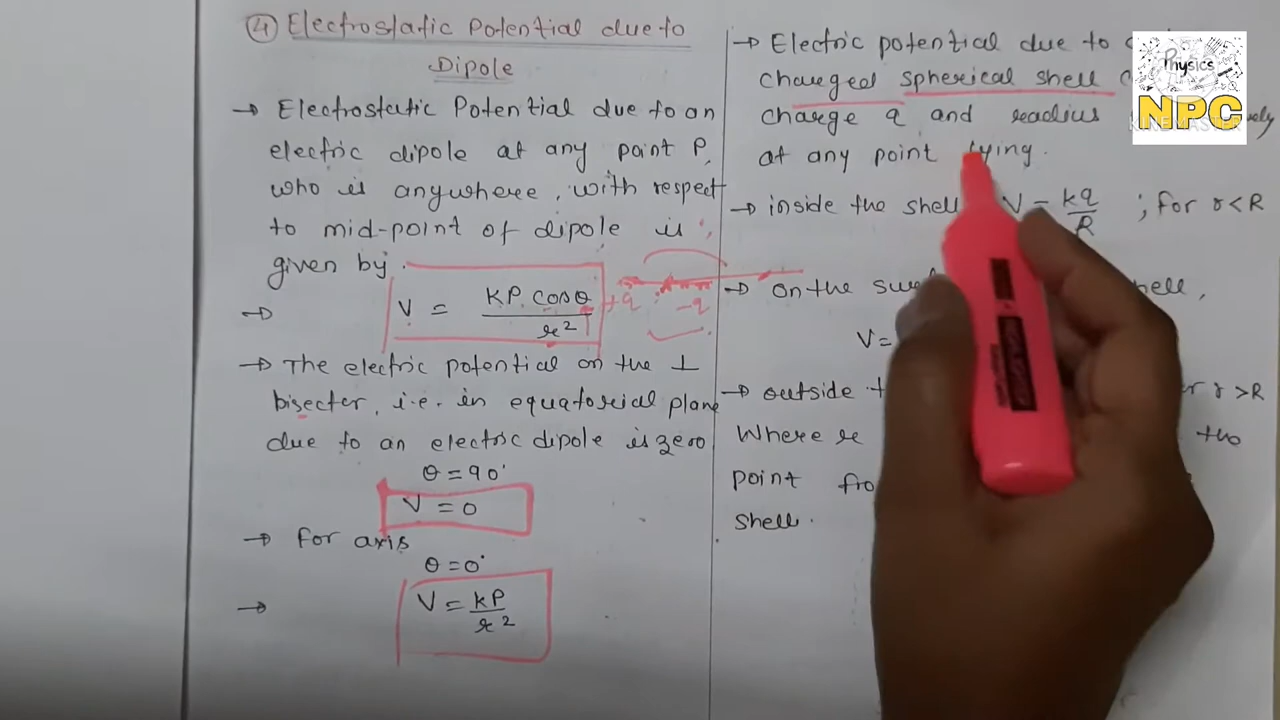 ④ Electrostatic Potential due to
Dipole
→ Electrostatic Potential due to an
electric dipole at any point P,
who is anywhere, with respect
to mid-point of dipole is
given by
→ V = KP cosθ / r²
+q -q
→ The electric potential on the ⊥
bisecter, i.e. in equatorial plane
due to an electric dipole is zero
θ = 90°
V = 0
→ for axis
θ = 0°
→ V = kP / r²
→ Electric potential due to
charged spherical shell
charge q and readius
at any point lying.
→ inside the shell V = kq / R ; for r < R
→ on the shell,
V =
→ outside r > R
Where r the
point
shell.
Physics
NPC